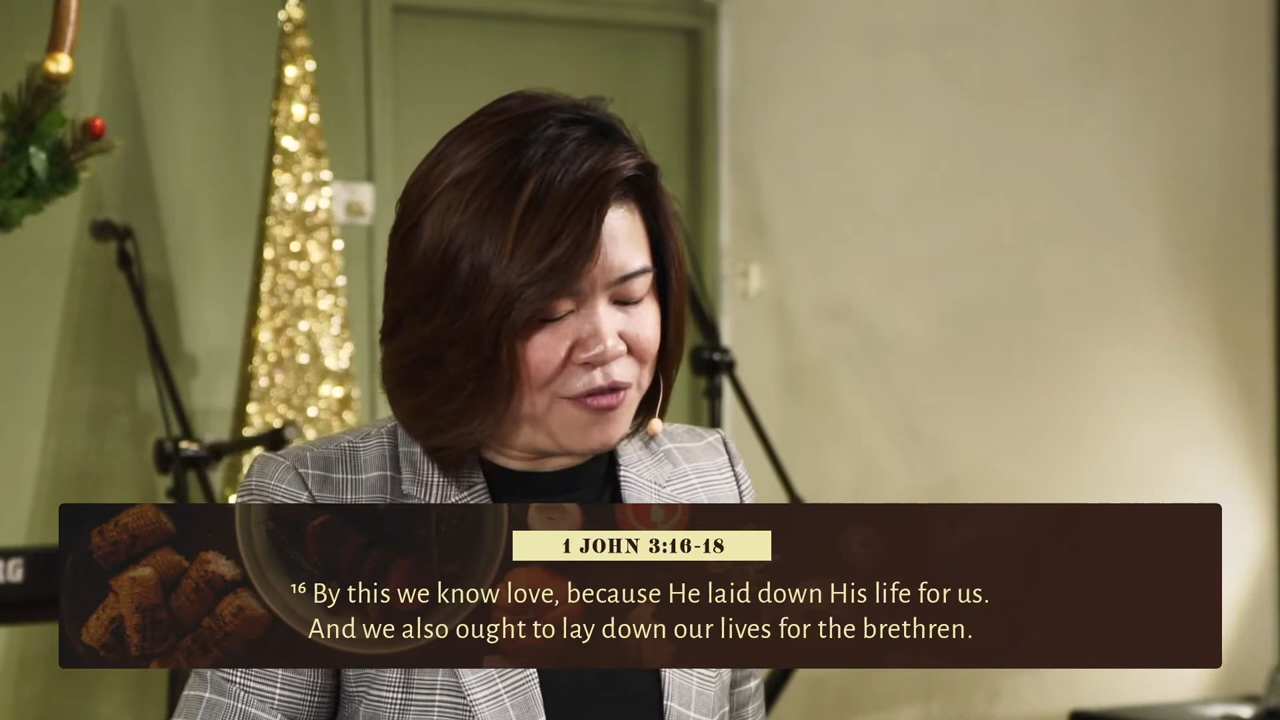 1 JOHN 3:16-18
¹⁶ By this we know love, because He laid down His life for us.
And we also ought to lay down our lives for the brethren.